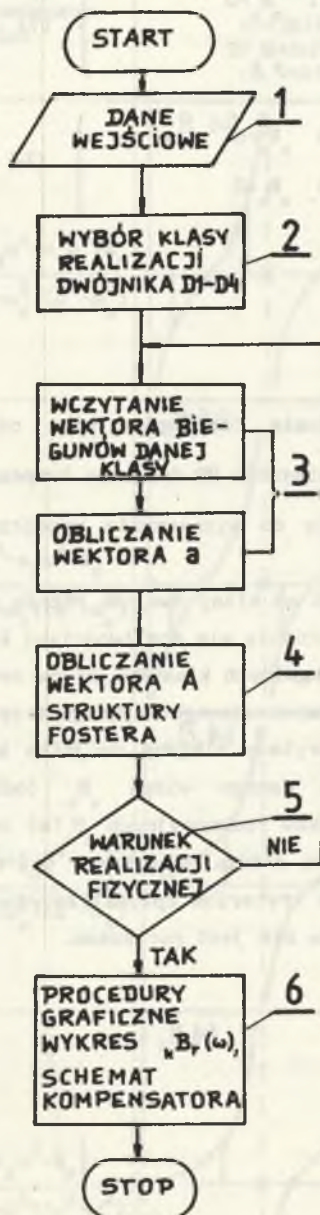 START
DANE
WEJŚCIOWE
1
WYBÓR KLASY
REALIZACJI
DWÓJNIKA D1-D4
2
WCZYTANIE
WEKTORA BIE-
GUNÓW DANEJ
KLASY
3
OBLICZANIE
WEKTORA a
OBLICZANIE
WEKTORA A
STRUKTURY
FOSTERA
4
5
WARUNEK
REALIZACJI
FIZYCZNEJ
NIE
TAK
PROCEDURY
GRAFICZNE
WYKRES ₖBᵣ(ω),
SCHEMAT
KOMPENSATORA
6
STOP